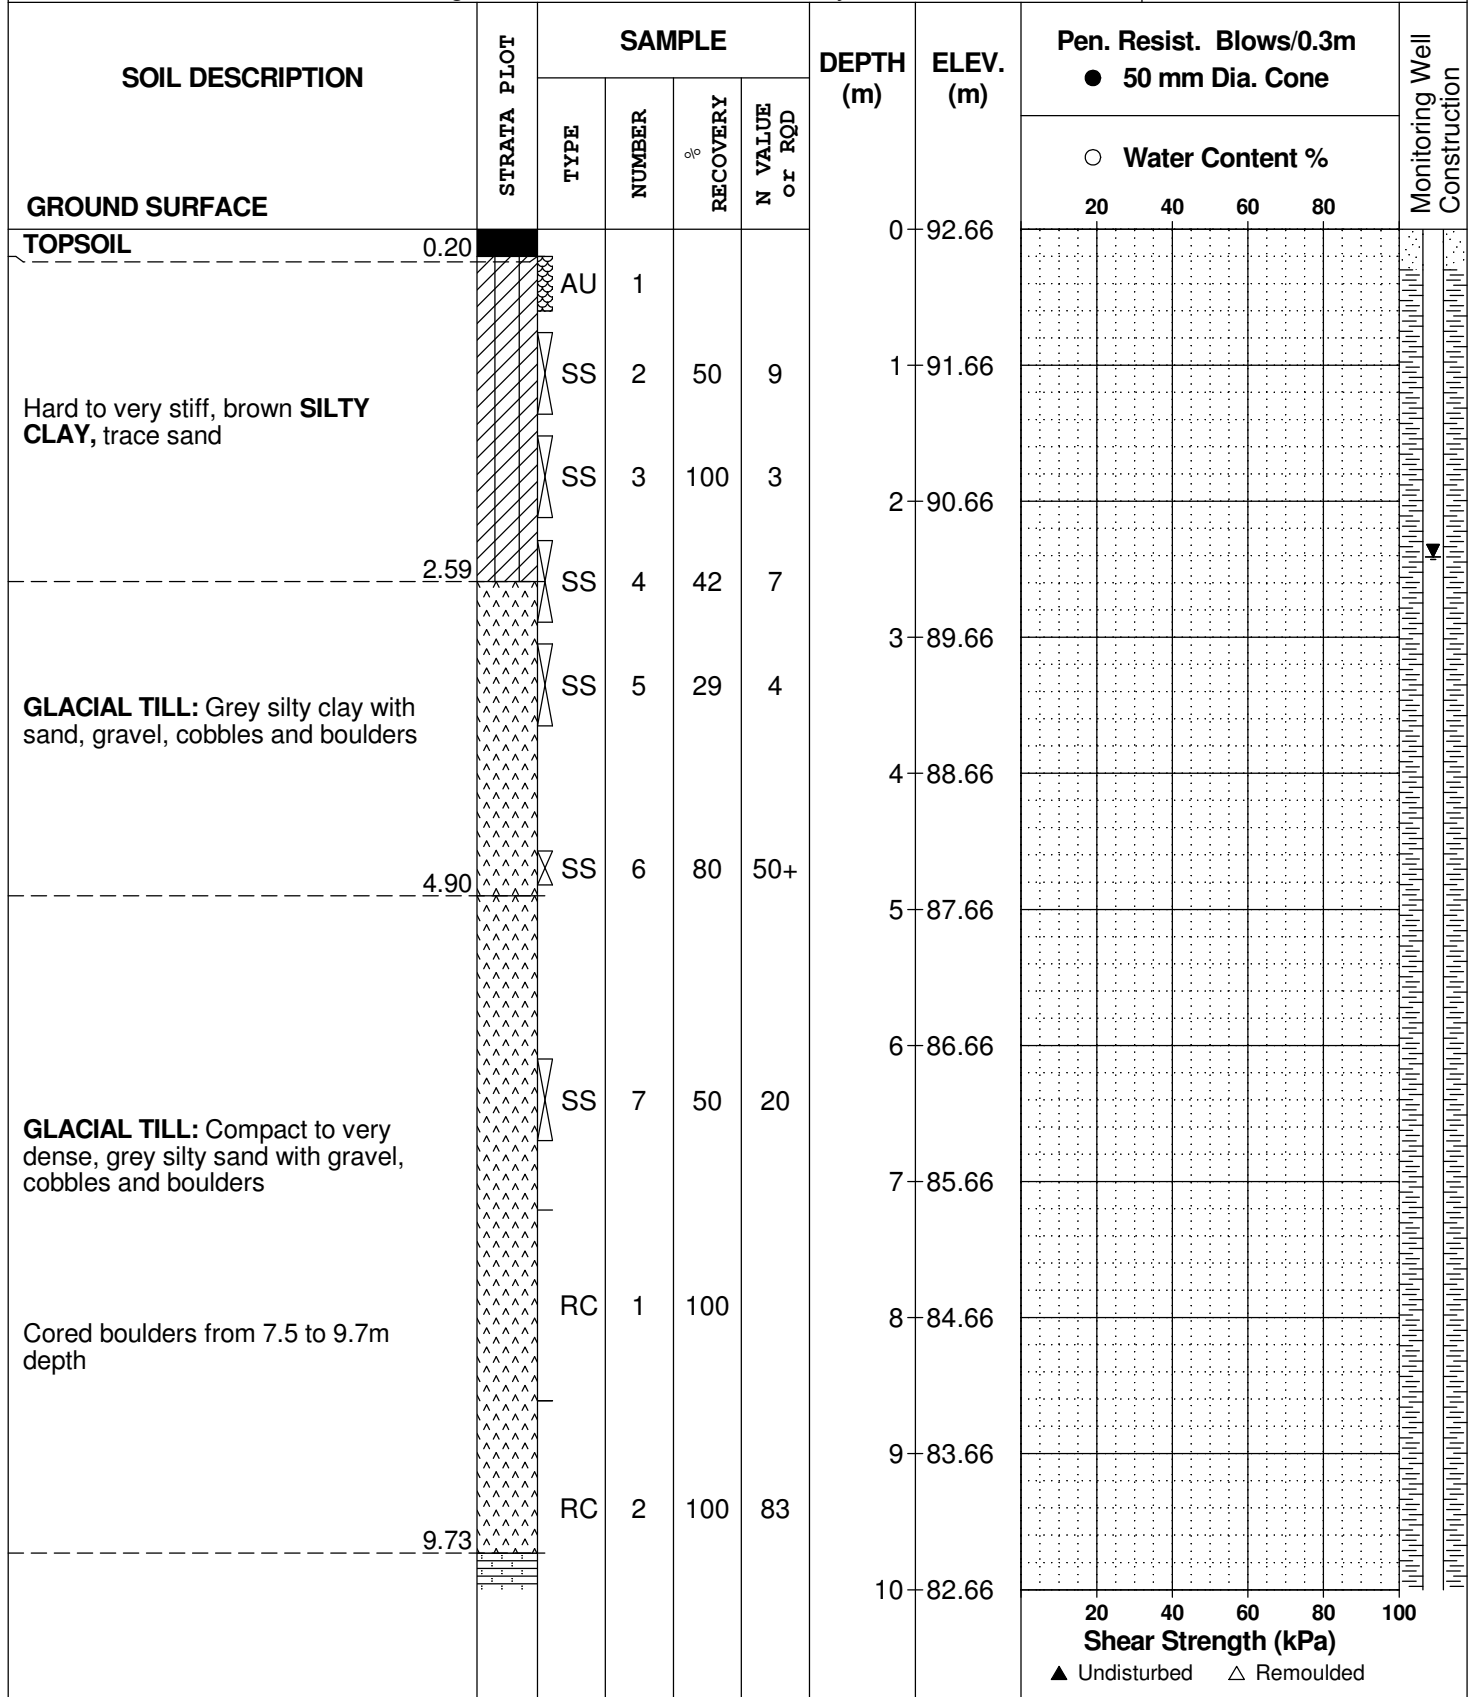 SOIL DESCRIPTION
GROUND SURFACE
STRATA PLOT
SAMPLE
TYPE
NUMBER
% RECOVERY
N VALUE or RQD
DEPTH (m)
ELEV. (m)
Pen. Resist. Blows/0.3m
● 50 mm Dia. Cone
○ Water Content %
20 40 60 80
Monitoring Well Construction
TOPSOIL 0.20
0 92.66
AU 1
1 91.66
SS 2 50 9
Hard to very stiff, brown SILTY
CLAY, trace sand
SS 3 100 3
2 90.66
2.59
SS 4 42 7
3 89.66
SS 5 29 4
GLACIAL TILL: Grey silty clay with
sand, gravel, cobbles and boulders
4 88.66
SS 6 80 50+
4.90
5 87.66
6 86.66
SS 7 50 20
GLACIAL TILL: Compact to very
dense, grey silty sand with gravel,
cobbles and boulders
7 85.66
RC 1 100
8 84.66
Cored boulders from 7.5 to 9.7m
depth
9 83.66
RC 2 100 83
9.73
10 82.66
20 40 60 80 100
Shear Strength (kPa)
▲ Undisturbed △ Remoulded